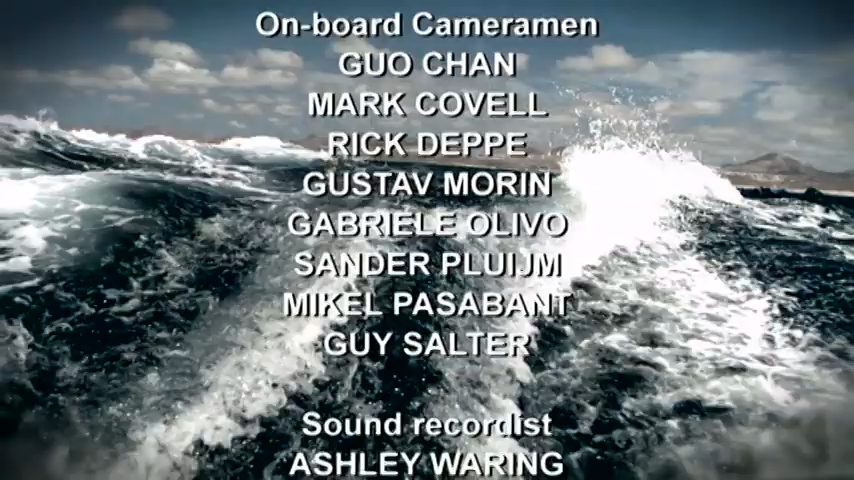 On-board Cameramen
GUO CHAN
MARK COVELL
RICK DEPPE
GUSTAV MORIN
GABRIELE OLIVO
SANDER PLUIJM
MIKEL PASABANT
GUY SALTER
Sound recordist
ASHLEY WARING